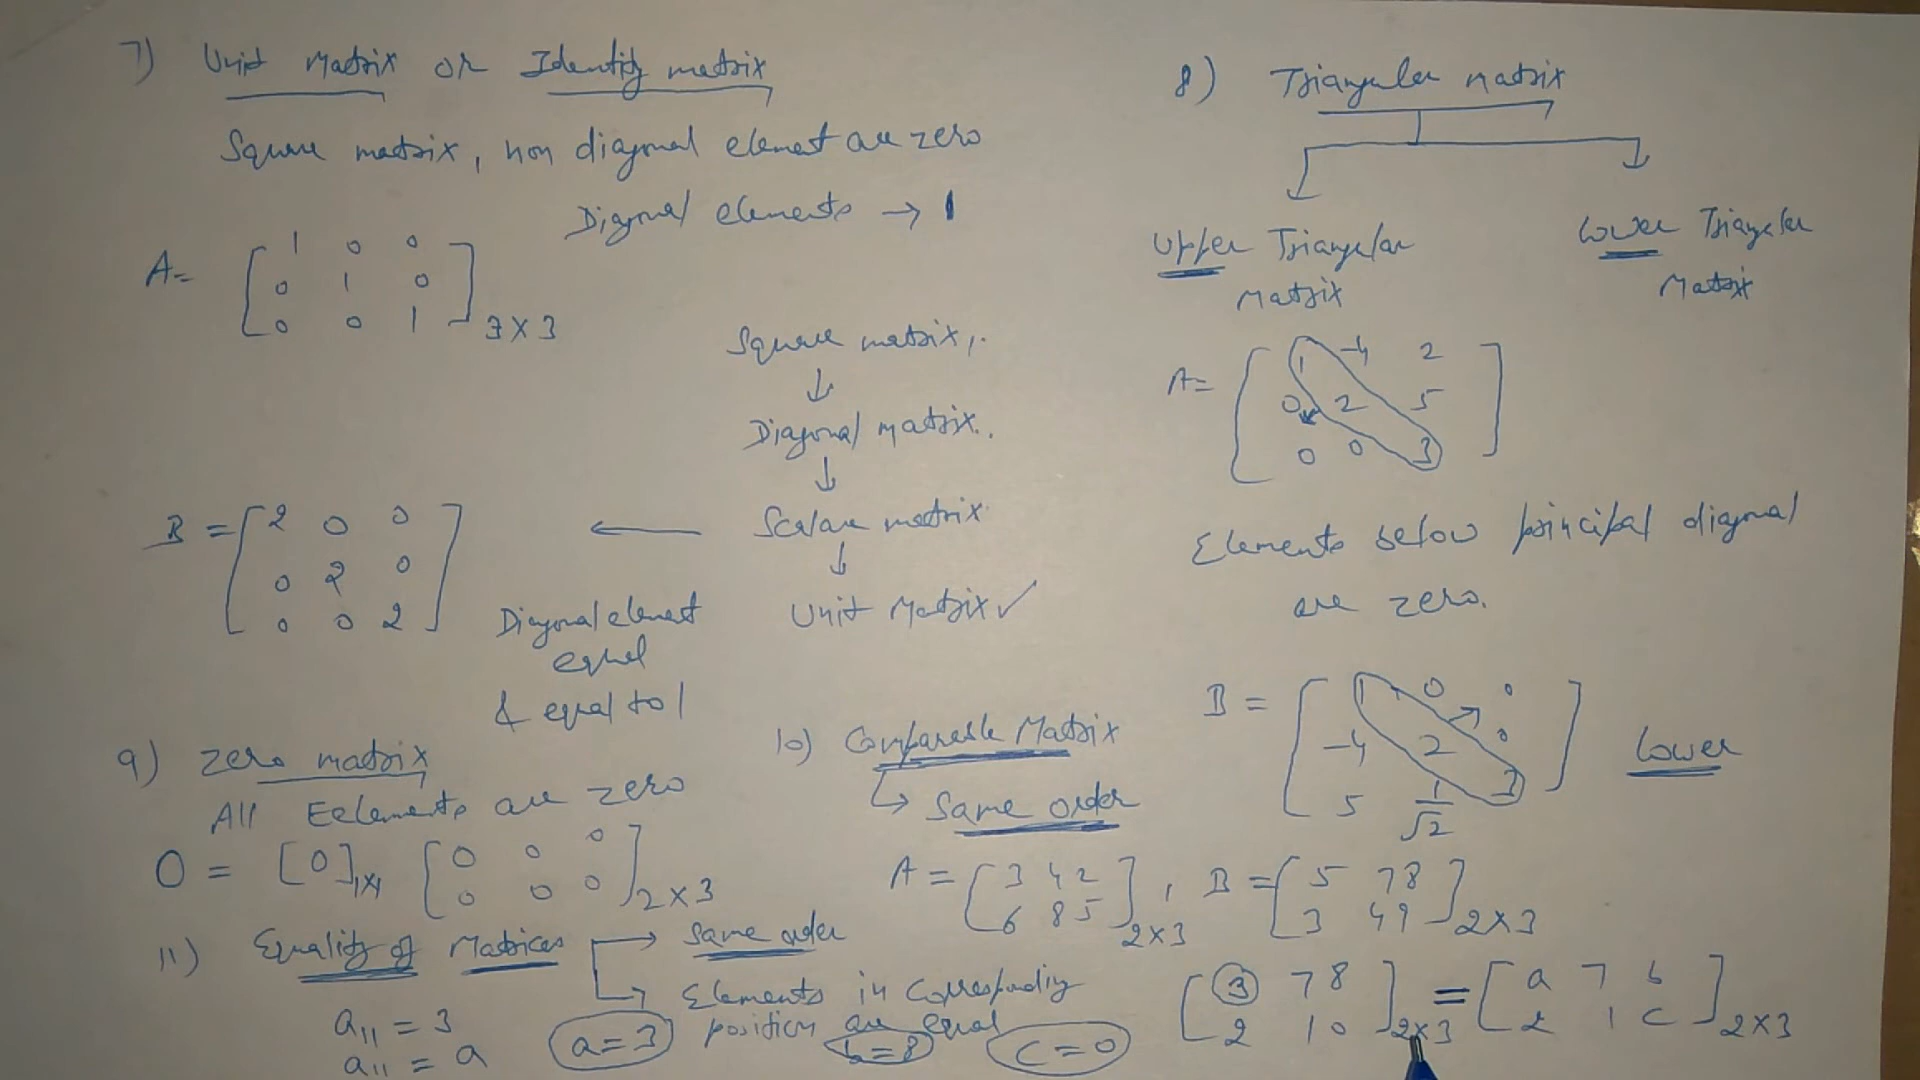 7) Unit Matrix or Identity matrix
Square matrix, non diagonal element are zero
Diagonal elements → 1
A= [ 1 0 0
0 1 0
0 0 1 ] 3×3
Square matrix,.
↓
Diagonal matrix..
↓
Scalar matrix
↓
Unit Matrix ✓
←
B = [ 2 0 0
0 2 0
0 0 2 ]
Diagonal element
equal
& equal to 1
8) Triangular matrix
Upper Triangular
Matrix
Lower Triangular
Matrix
A= [ 1 -4 2
0 2 5
0 0 3 ]
Elements below principal diagonal
are zero.
B = [ 1 0 0
-4 2 0
5 1/√2 3 ]
Lower
9) Zero matrix
All Eelements are zero
O = [0]1×1 [ 0 0 0
0 0 0 ] 2×3
10) Comparable Matrix
↳ Same order
A = [ 3 4 2
6 8 5 ] 2×3 , B = [ 5 7 8
3 4 9 ] 2×3
11) Equality of Matrices → Same order
→ Elements in Corresponding
position are equal
a11 = 3
a11 = a
a=3 b=8 c=0
[ 3 7 8
2 1 0 ] 2×3 = [ a 7 b
2 1 c ] 2×3